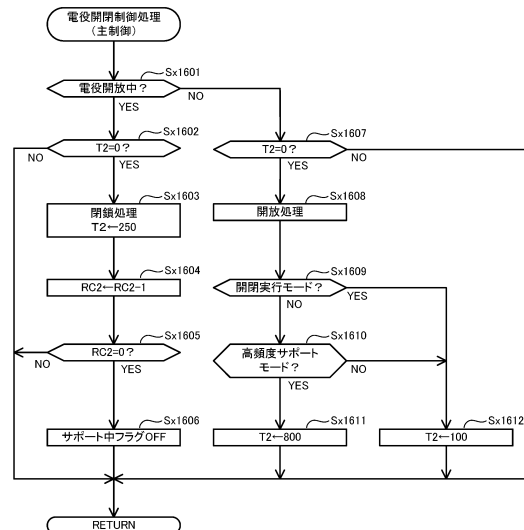 電役開閉制御処理
(主制御)
Sx1601
電役開放中?
NO
YES
Sx1602
T2=0?
NO
YES
Sx1607
T2=0?
NO
YES
Sx1603
閉鎖処理
T2←250
Sx1608
開放処理
Sx1604
RC2←RC2-1
Sx1609
開閉実行モード?
YES
NO
Sx1605
RC2=0?
NO
YES
Sx1610
高頻度サポート
モード?
NO
YES
Sx1606
サポート中フラグOFF
Sx1611
T2←800
Sx1612
T2←100
RETURN